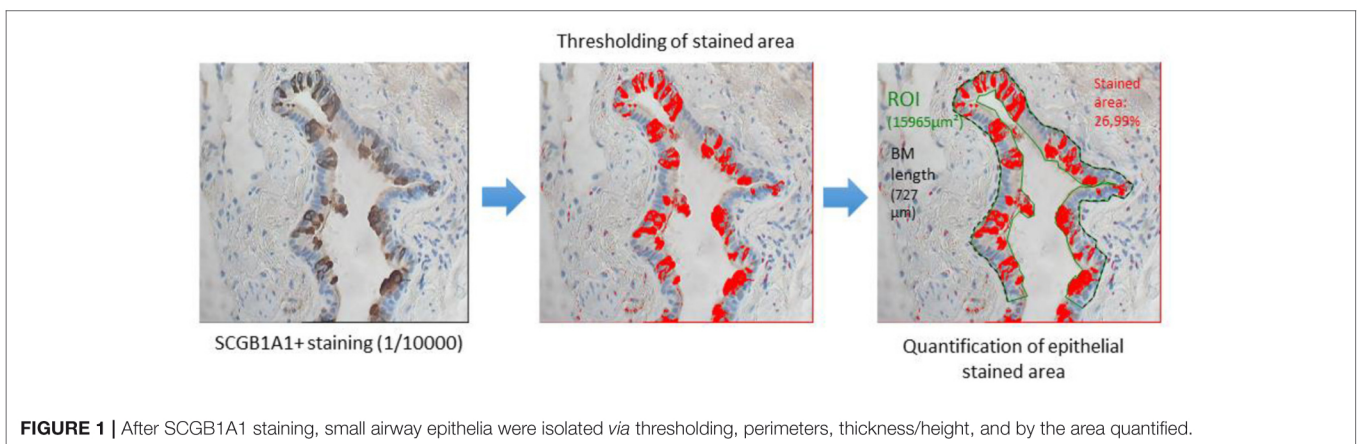 Thresholding of stained area
ROI
(15965µm²)
BM
length
(727
µm)
Stained
area:
26,99%
SCGB1A1+ staining (1/10000)
Quantification of epithelial
stained area
FIGURE 1 | After SCGB1A1 staining, small airway epithelia were isolated via thresholding, perimeters, thickness/height, and by the area quantified.